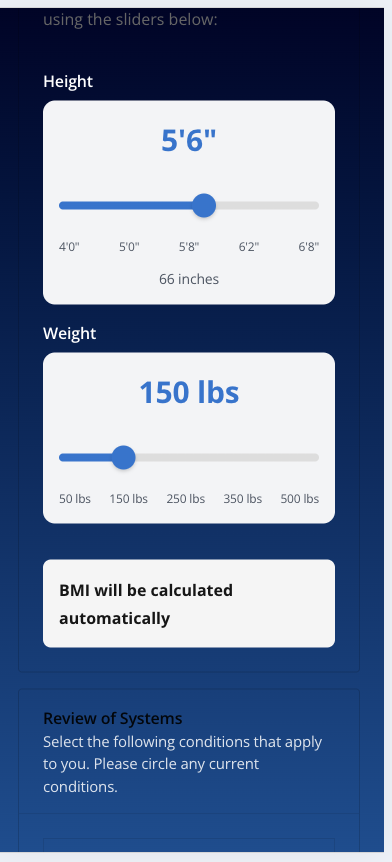 using the sliders below:
Height
5'6"
4'0" 5'0" 5'8" 6'2" 6'8"
66 inches
Weight
150 lbs
50 lbs 150 lbs 250 lbs 350 lbs 500 lbs
BMI will be calculated
automatically
Review of Systems
Select the following conditions that apply
to you. Please circle any current
conditions.